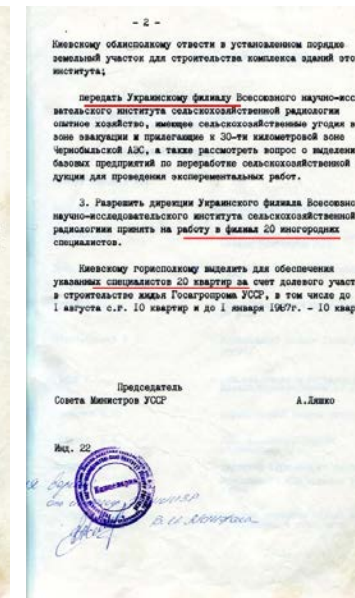 - 2 -
Киевскому облисполкому отвести в установленном порядке
земельный участок для строительства комплекса зданий это
института;
передать Украинскому филиалу Всесоюзного научно-исс
вательского института сельскохозяйственной радиологии
опытное хозяйство, имеющее сельскохозяйственные угодия в
зоне эвакуации и прилегающие к 30-ти километровой зоне
Чернобыльской АЭС, а также рассмотреть вопрос о выделени
базовых предприятий по переработке сельскохозяйственной
дукции для проведения эксперементальных работ.
3. Разрешить дирекции Украинского филиала Всесоюзно
научно-исследовательского института сельскохозяйственной
радиологии принять на работу в филиал 20 иногородних
специалистов.
Киевскому горисполкому выделить для обеспечения
указанных специалистов 20 квартир за счет долевого участ
в строительстве жилья Госагропрома УССР, в том числе до
1 августа с.г. 10 квартир и до 1 января 1987г. - 10 квар
Председатель
Совета Министров УССР А.Ляшко
Инд. 22
Канцелярия